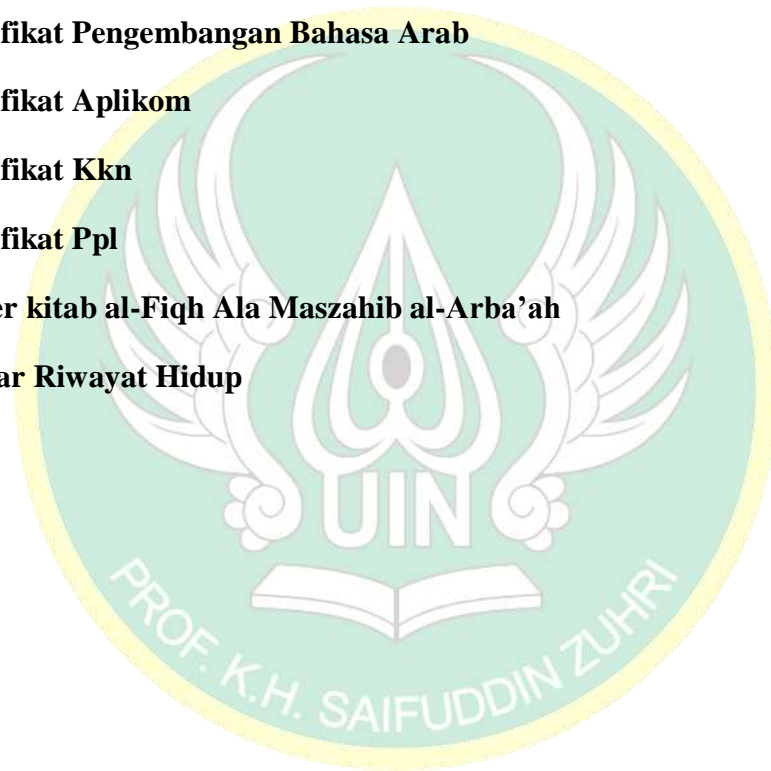 fikat Pengembangan Bahasa Arab
fikat Aplikom
fikat Kkn
fikat Ppl
er kitab al-Fiqh Ala Maszahib al-Arba’ah
ar Riwayat Hidup
UIN
PROF. K.H. SAIFUDDIN ZUHRI